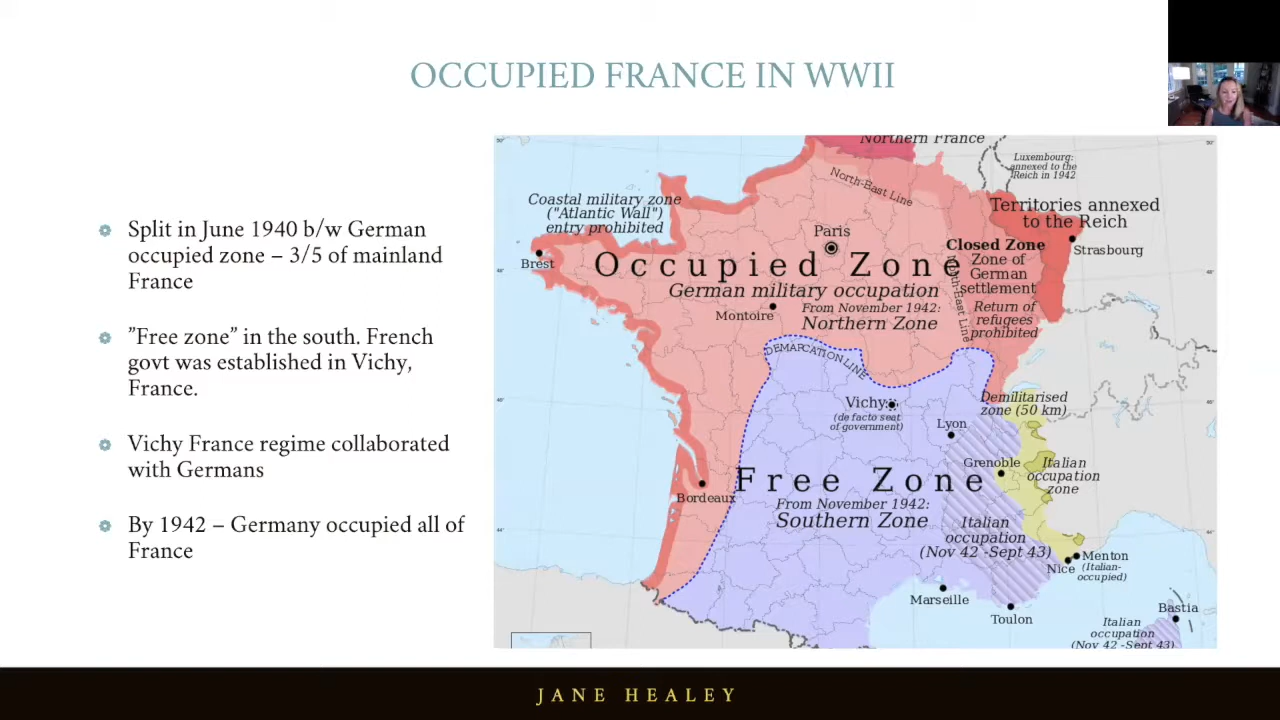 OCCUPIED FRANCE IN WWII
Split in June 1940 b/w German
occupied zone – 3/5 of mainland
France
”Free zone” in the south. French
govt was established in Vichy,
France.
Vichy France regime collaborated
with Germans
By 1942 – Germany occupied all of
France
Northern France
Luxembourg:
annexed to the
Reich in 1942
North-East Line
Coastal military zone
("Atlantic Wall")
entry prohibited
Territories annexed
to the Reich
Paris
Strasbourg
Closed Zone
Zone of
German
settlement
Return of
refugees
prohibited
Brest
Occupied Zone
German military occupation
From November 1942:
Northern Zone
North-East Line
Montoire
DEMARCATION LINE
Vichy
(de facto seat
of government)
Demilitarised
zone (50 km)
Lyon
Grenoble
Italian
occupation
zone
Free Zone
From November 1942:
Southern Zone
Bordeaux
Italian
occupation
(Nov 42 -Sept 43)
Menton
(Italian-
occupied)
Nice
Marseille
Toulon
Bastia
Italian
occupation
(Nov 42 -Sept 43)
JANE HEALEY